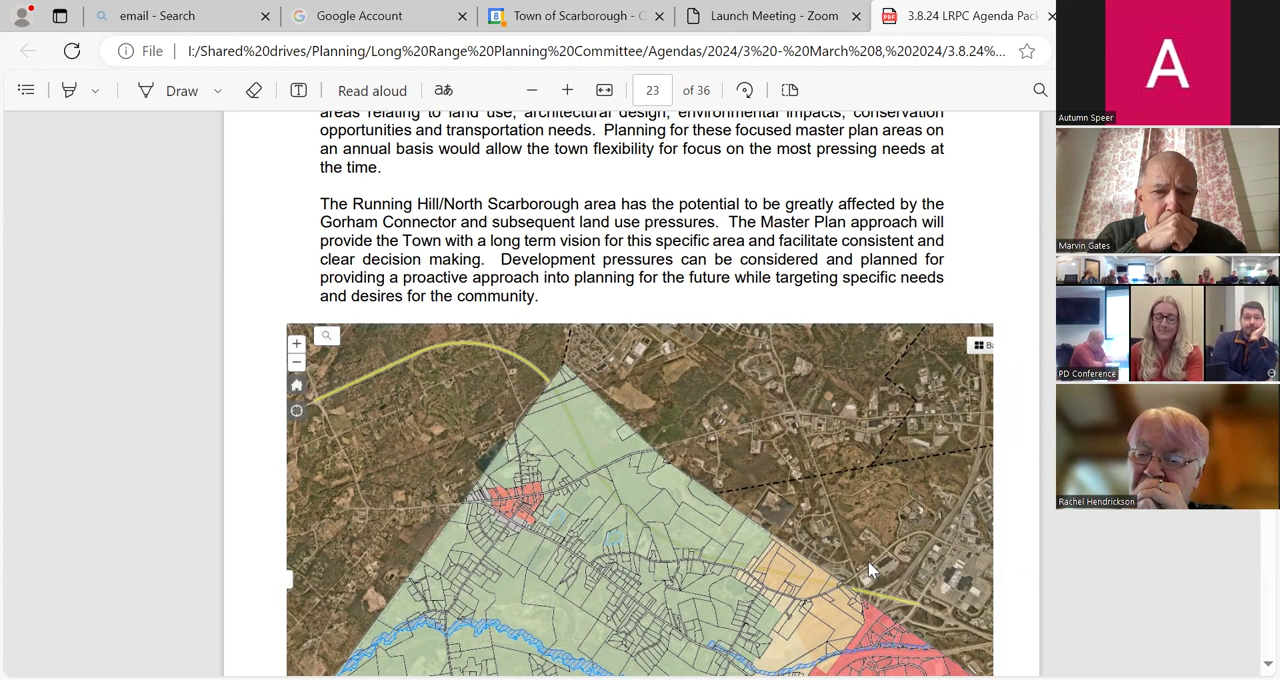 email - Search
Google Account
Town of Scarborough - C
Launch Meeting - Zoom
3.8.24 LRPC Agenda Pack
File
I:/Shared%20drives/Planning/Long%20Range%20Planning%20Committee/Agendas/2024/3%20-%20March%208,%202024/3.8.24%...
Draw
Read aloud
aあ
23
of 36
areas relating to land use, architectural design, environmental impacts, conservation
opportunities and transportation needs. Planning for these focused master plan areas on
an annual basis would allow the town flexibility for focus on the most pressing needs at
the time.
The Running Hill/North Scarborough area has the potential to be greatly affected by the
Gorham Connector and subsequent land use pressures. The Master Plan approach will
provide the Town with a long term vision for this specific area and facilitate consistent and
clear decision making. Development pressures can be considered and planned for
providing a proactive approach into planning for the future while targeting specific needs
and desires for the community.
Ba
A
Autumn Speer
Marvin Gates
PD Conference
Rachel Hendrickson